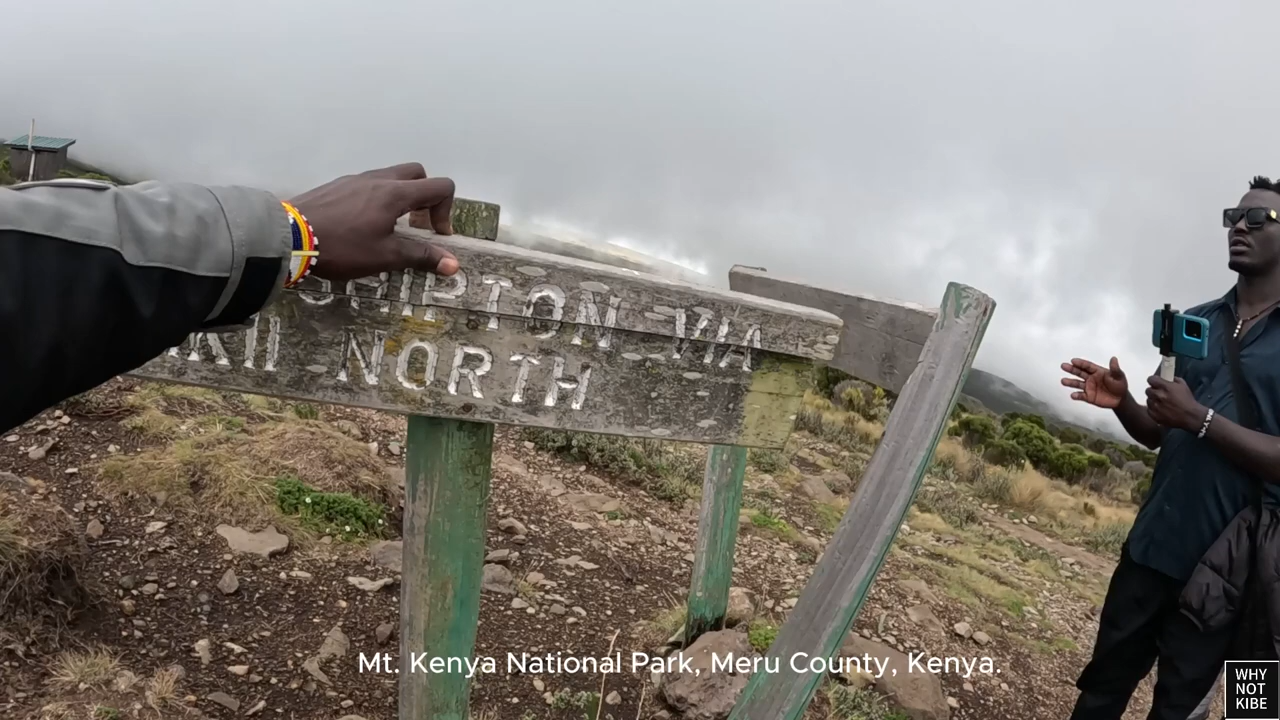 SHIPTON VIA
NORTH
Mt. Kenya National Park, Meru County, Kenya.
WHY
NOT
KIBE